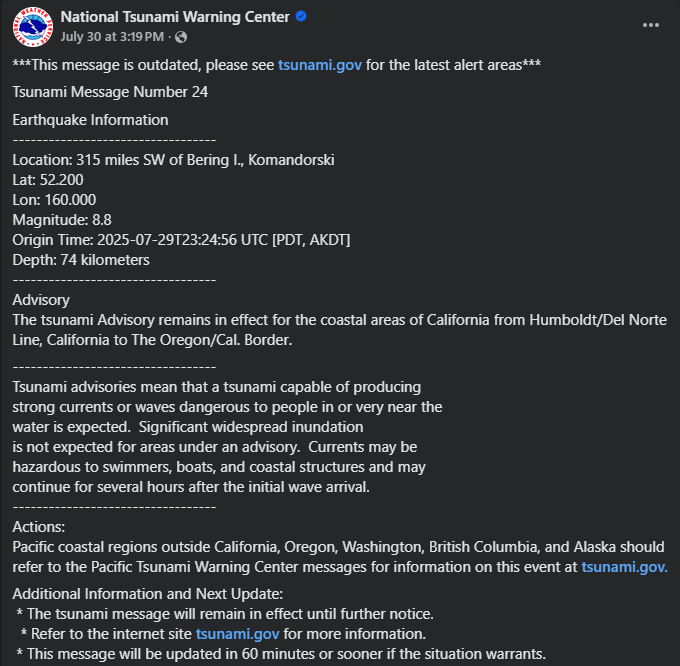 National Tsunami Warning Center
July 30 at 3:19 PM ·
***This message is outdated, please see tsunami.gov for the latest alert areas***
Tsunami Message Number 24
Earthquake Information
----------------------------------
Location: 315 miles SW of Bering I., Komandorski
Lat: 52.200
Lon: 160.000
Magnitude: 8.8
Origin Time: 2025-07-29T23:24:56 UTC [PDT, AKDT]
Depth: 74 kilometers
----------------------------------
Advisory
The tsunami Advisory remains in effect for the coastal areas of California from Humboldt/Del Norte
Line, California to The Oregon/Cal. Border.
----------------------------------
Tsunami advisories mean that a tsunami capable of producing
strong currents or waves dangerous to people in or very near the
water is expected.  Significant widespread inundation
is not expected for areas under an advisory.  Currents may be
hazardous to swimmers, boats, and coastal structures and may
continue for several hours after the initial wave arrival.
----------------------------------
Actions:
Pacific coastal regions outside California, Oregon, Washington, British Columbia, and Alaska should
refer to the Pacific Tsunami Warning Center messages for information on this event at tsunami.gov.
Additional Information and Next Update:
* The tsunami message will remain in effect until further notice.
* Refer to the internet site tsunami.gov for more information.
* This message will be updated in 60 minutes or sooner if the situation warrants.